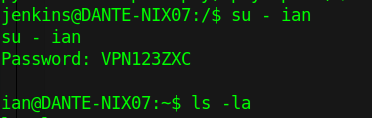 jenkins@DANTE-NIX07:/$ su - ian
su - ian
Password: VPN123ZXC
ian@DANTE-NIX07:~$ ls -la